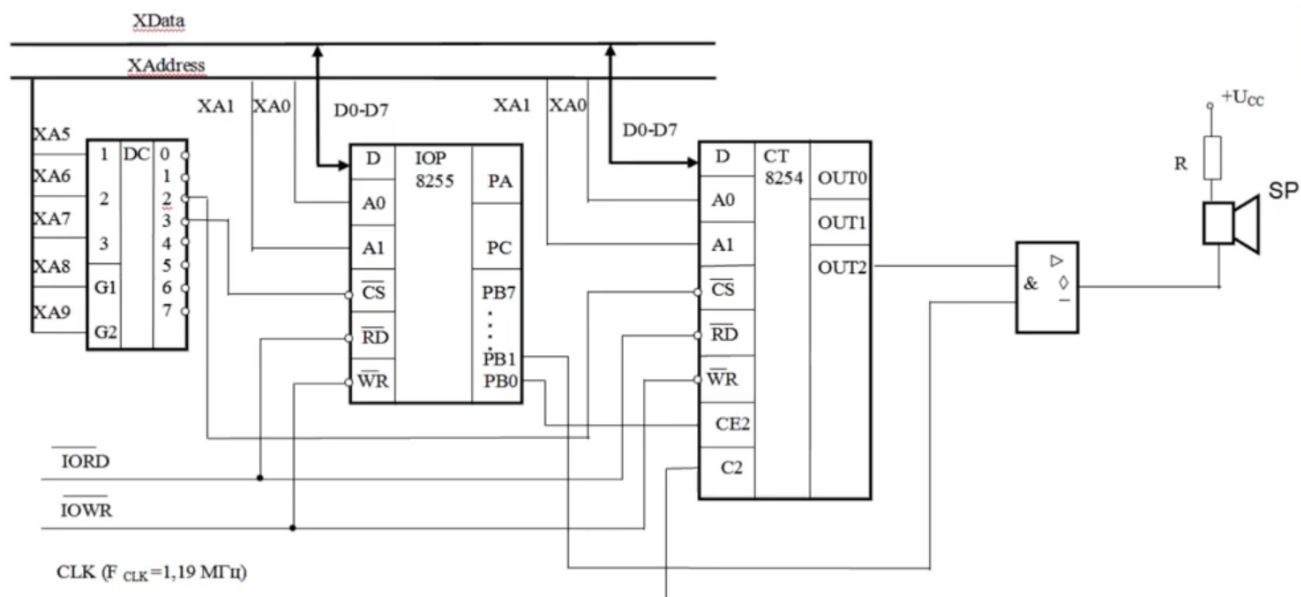 XData
XAddress
XA1 XA0 D0-D7
XA1 XA0 D0-D7
XA5
XA6
XA7
XA8
XA9
1 DC 0
1
2 2
3
3 4
5
G1 6
7
G2
D IOP
8255 PA
A0
A1 PC
CS PB7
RD
PB1
WR PB0
D CT
8254 OUT0
A0
OUT1
A1
OUT2
CS
RD
WR
CE2
C2
&
+UCC
R
SP
IORD
IOWR
CLK (F CLK=1,19 МГц)